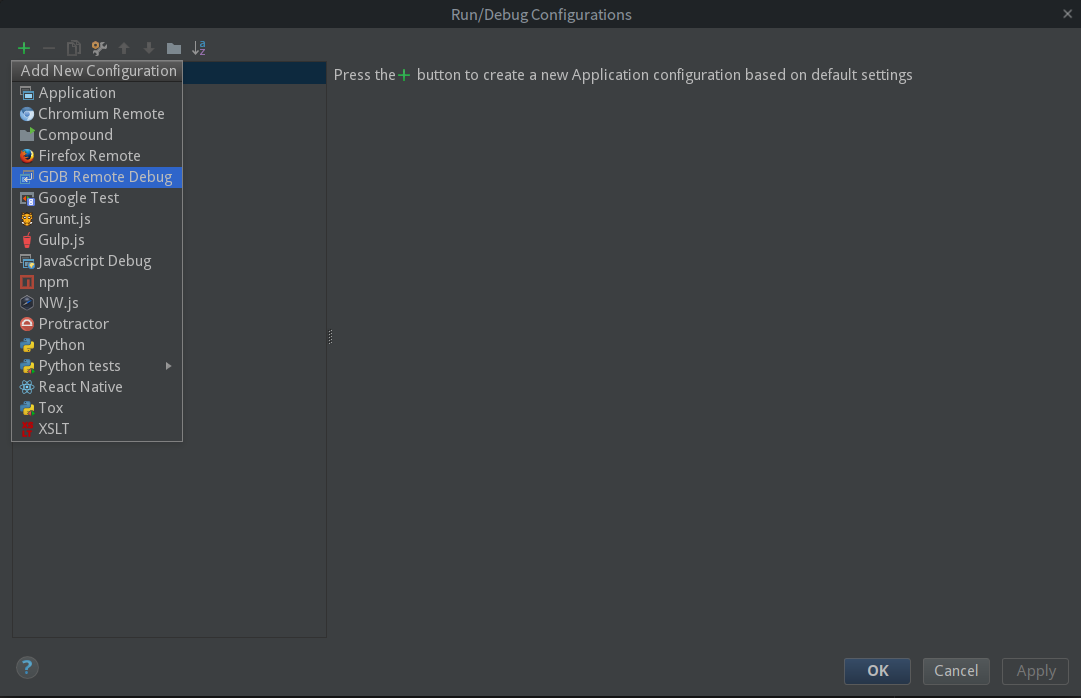 Run/Debug Configurations
Add New Configuration
Press the + button to create a new Application configuration based on default settings
Application
Chromium Remote
Compound
Firefox Remote
GDB Remote Debug
Google Test
Grunt.js
Gulp.js
JavaScript Debug
npm
NW.js
Protractor
Python
Python tests
React Native
Tox
XSLT
?
OK
Cancel
Apply